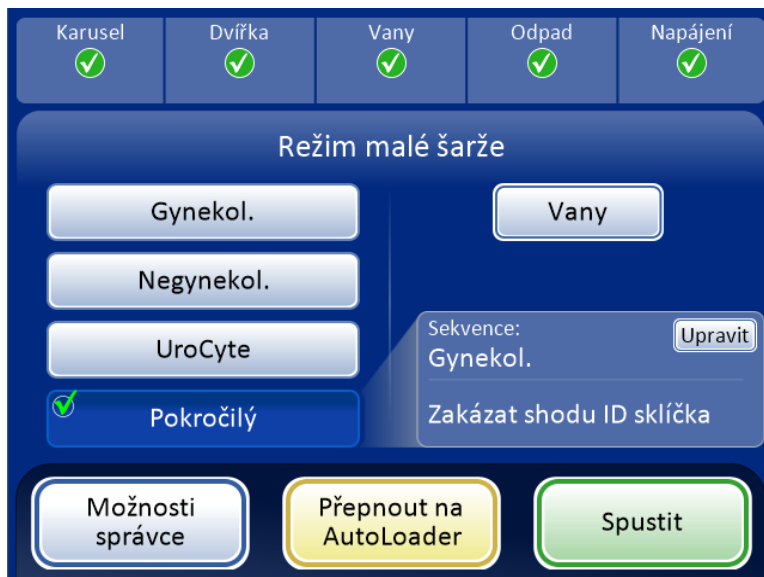 Karusel
Dvířka
Vany
Odpad
Napájení
Režim malé šarže
Gynekol.
Vany
Negynekol.
UroCyte
Sekvence:
Upravit
Gynekol.
Pokročilý
Zakázat shodu ID sklíčka
Možnosti
správce
Přepnout na
AutoLoader
Spustit